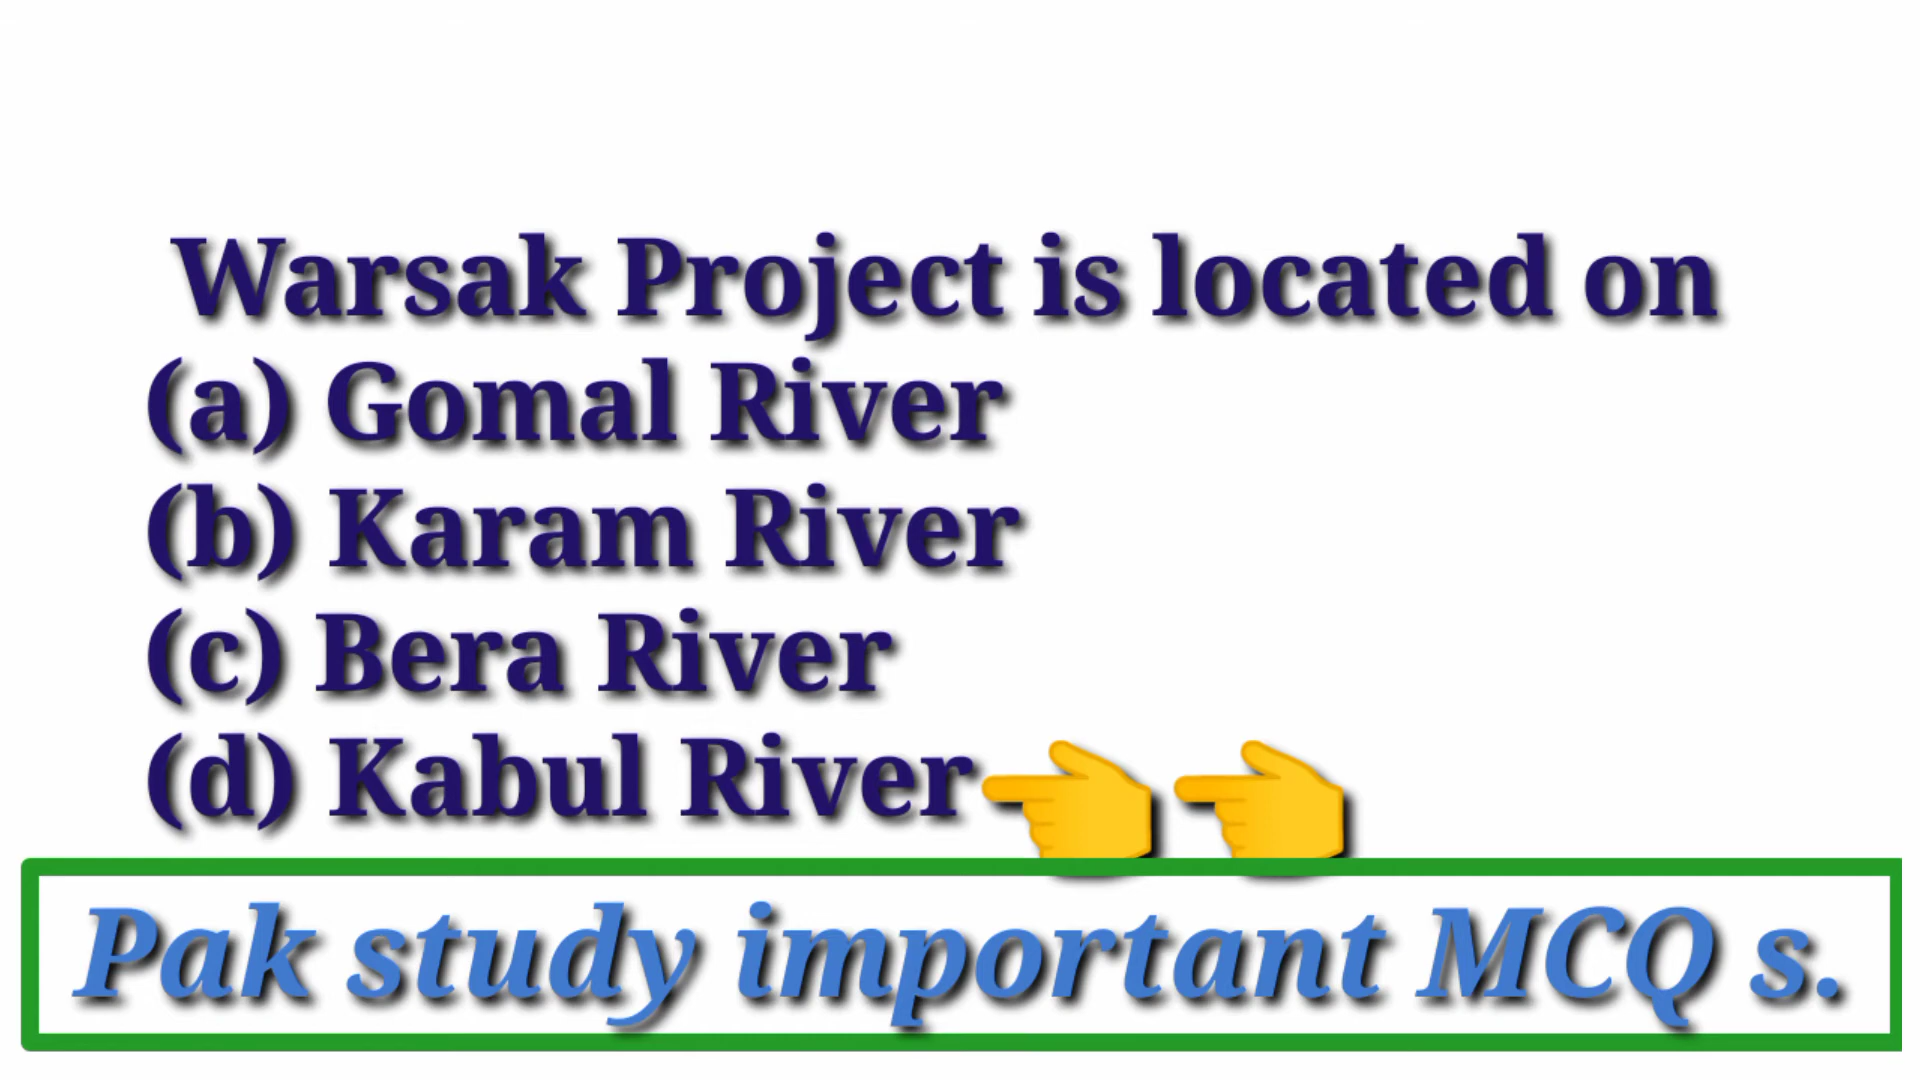 Warsak Project is located on
(a) Gomal River
(b) Karam River
(c) Bera River
(d) Kabul River👈👈
Pak study important MCQ s.